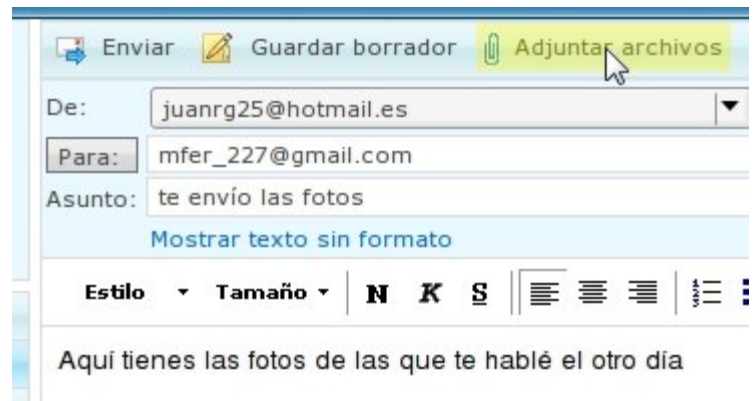 Enviar Guardar borrador Adjuntar archivos
De: juanrg25@hotmail.es
Para: mfer_227@gmail.com
Asunto: te envío las fotos
Mostrar texto sin formato
Estilo Tamaño N K S
Aquí tienes las fotos de las que te hablé el otro día